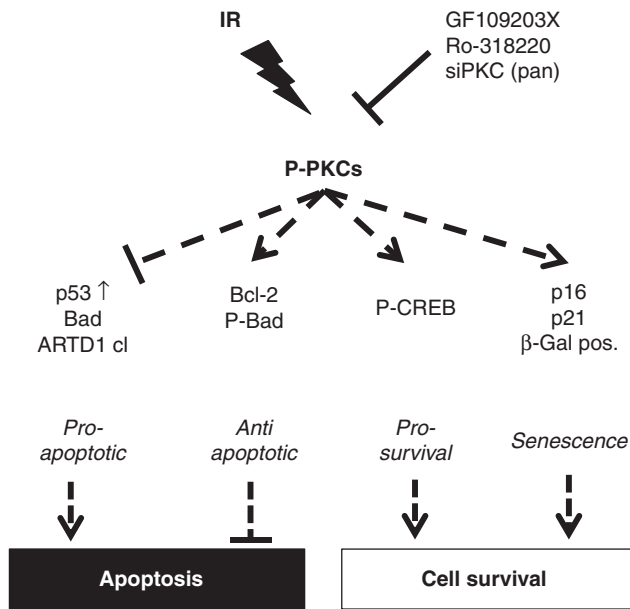 IR
GF109203X
Ro-318220
siPKC (pan)
P-PKCs
p53 ↑
Bad
ARTD1 cl
Bcl-2
P-Bad
P-CREB
p16
p21
β-Gal pos.
Pro-
apoptotic
Anti
apoptotic
Pro-
survival
Senescence
Apoptosis
Cell survival